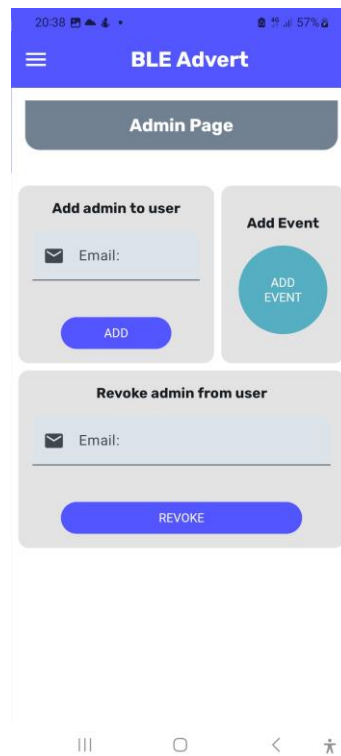 20:38 57%
BLE Advert
Admin Page
Add admin to user
Email:
ADD
Add Event
ADD
EVENT
Revoke admin from user
Email:
REVOKE